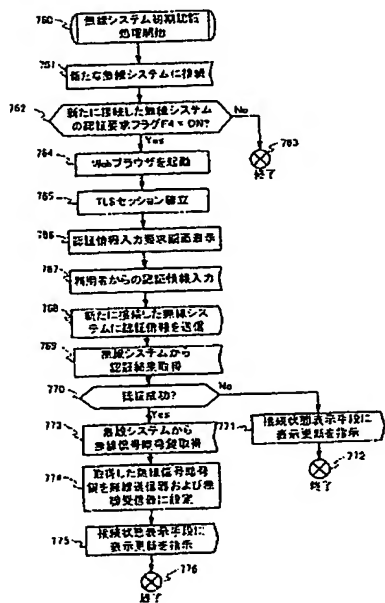 760
無線システム初期認証
処理開始
761
新たな無線システムに接続
762
新たに接続した無線システム
の認証要求フラグF4=ON?
No
Yes
763
終了
764
Webブラウザを起動
765
TLSセッション確立
766
認証情報入力要求画面表示
767
利用者からの認証情報入力
768
新たに接続した無線システ
ムに認証情報を送信
769
無線システムから
認証結果取得
770
認証成功?
No
Yes
771
接続状態表示手段に
表示更新を指示
772
終了
773
無線システムから
無線信号暗号鍵取得
774
取得した無線信号暗号
鍵を無線送信器および無
線受信器に設定
775
接続状態表示手段に
表示更新を指示
776
終了